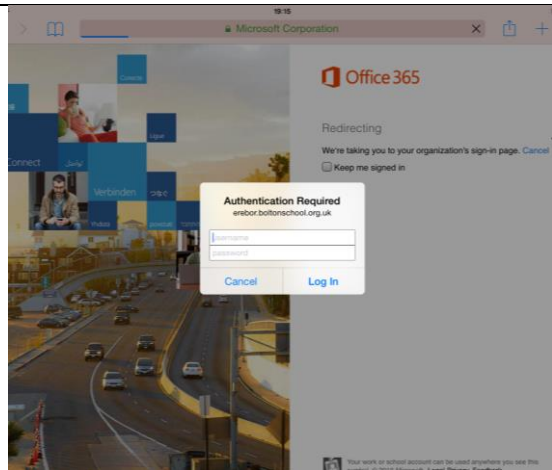 19:15
Microsoft Corporation
Office 365
Redirecting
We're taking you to your organization's sign-in page. Cancel
Keep me signed in
Connect
Verbinden
Authentication Required
erebor.boltonschool.org.uk
username
password
Cancel
Log In
Your work or school account can be used anywhere you see this